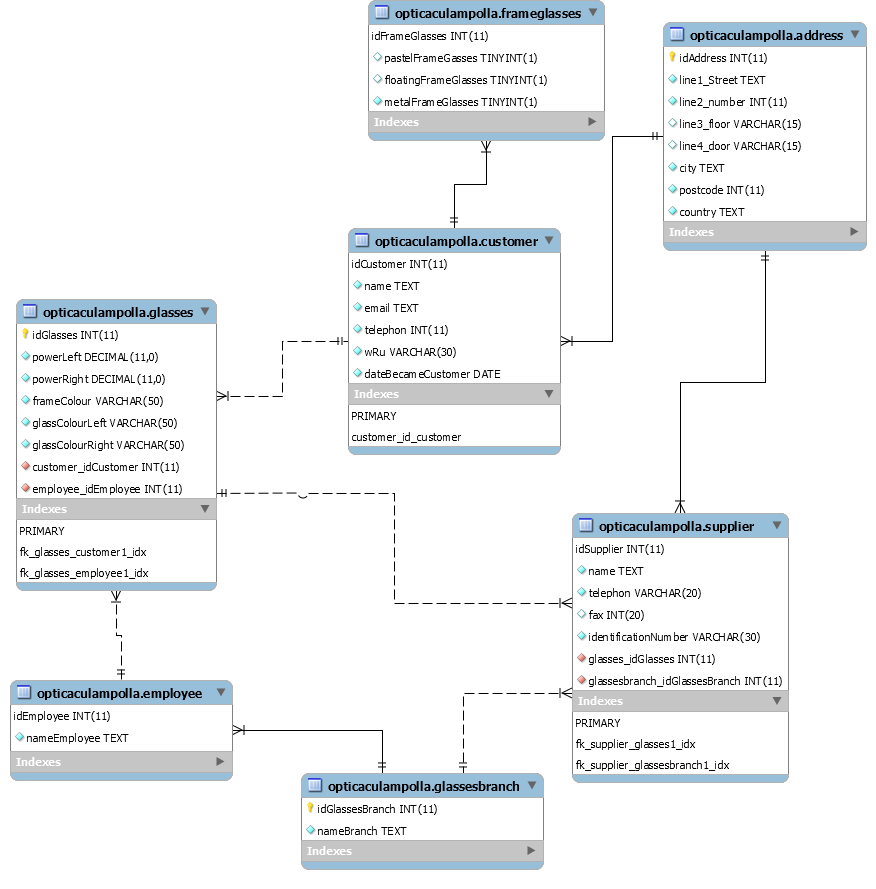 opticaculampolla.frameglasses
idFrameGlasses INT(11)
pastelFrameGasses TINYINT(1)
floatingFrameGlasses TINYINT(1)
metalFrameGlasses TINYINT(1)
Indexes
opticaculampolla.address
idAddress INT(11)
line1_Street TEXT
line2_number INT(11)
line3_floor VARCHAR(15)
line4_door VARCHAR(15)
city TEXT
postcode INT(11)
country TEXT
Indexes
opticaculampolla.customer
idCustomer INT(11)
name TEXT
email TEXT
telephon INT(11)
wRu VARCHAR(30)
dateBecameCustomer DATE
Indexes
PRIMARY
customer_id_customer
opticaculampolla.glasses
idGlasses INT(11)
powerLeft DECIMAL(11,0)
powerRight DECIMAL(11,0)
frameColour VARCHAR(50)
glassColourLeft VARCHAR(50)
glassColourRight VARCHAR(50)
customer_idCustomer INT(11)
employee_idEmployee INT(11)
Indexes
PRIMARY
fk_glasses_customer1_idx
fk_glasses_employee1_idx
opticaculampolla.supplier
idSupplier INT(11)
name TEXT
telephon VARCHAR(20)
fax INT(20)
identificationNumber VARCHAR(30)
glasses_idGlasses INT(11)
glassesbranch_idGlassesBranch INT(11)
Indexes
PRIMARY
fk_supplier_glasses1_idx
fk_supplier_glassesbranch1_idx
opticaculampolla.employee
idEmployee INT(11)
nameEmployee TEXT
Indexes
opticaculampolla.glassesbranch
idGlassesBranch INT(11)
nameBranch TEXT
Indexes